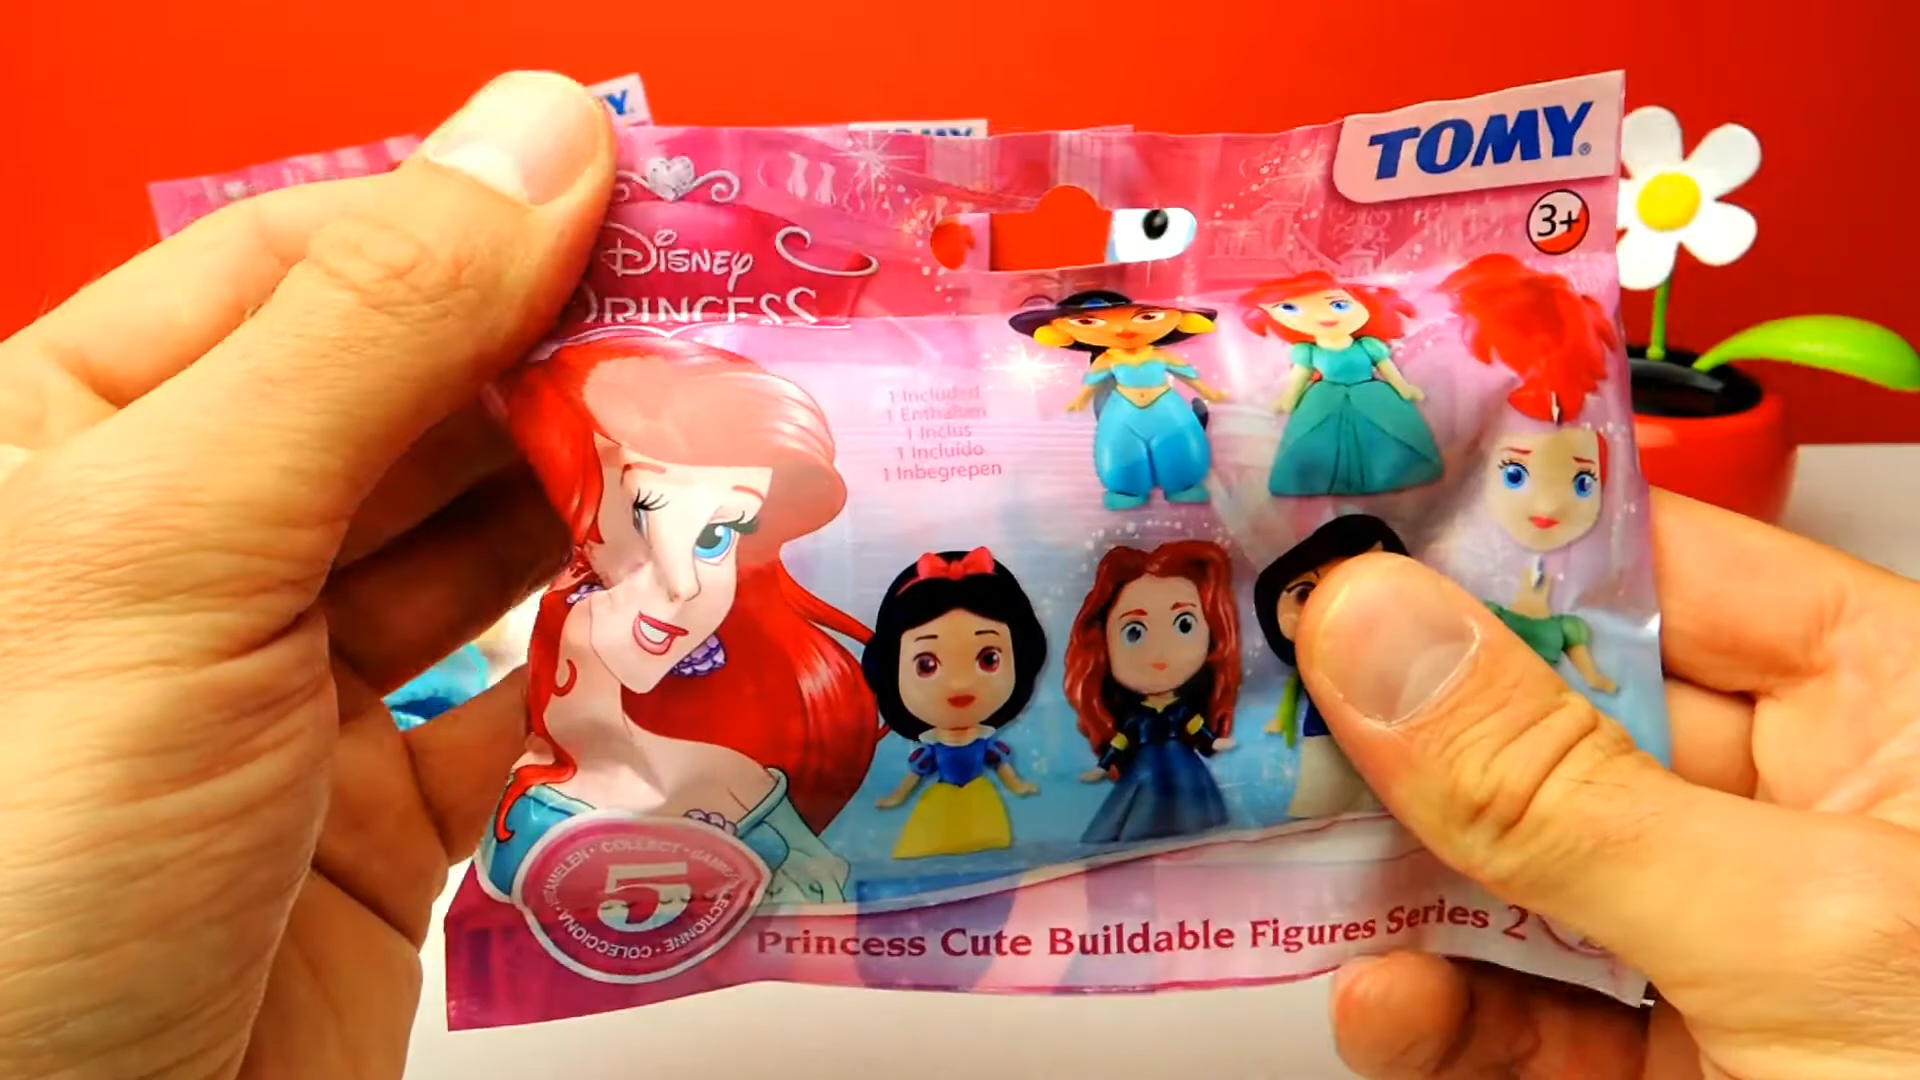 TOMY®
3+
Disney
PRINCESS
1 Included
1 Enthalten
1 Inclus
1 Incluido
1 Inbegrepen
COLLECT
5
COLECCIONA
Princess Cute Buildable Figures Series 2